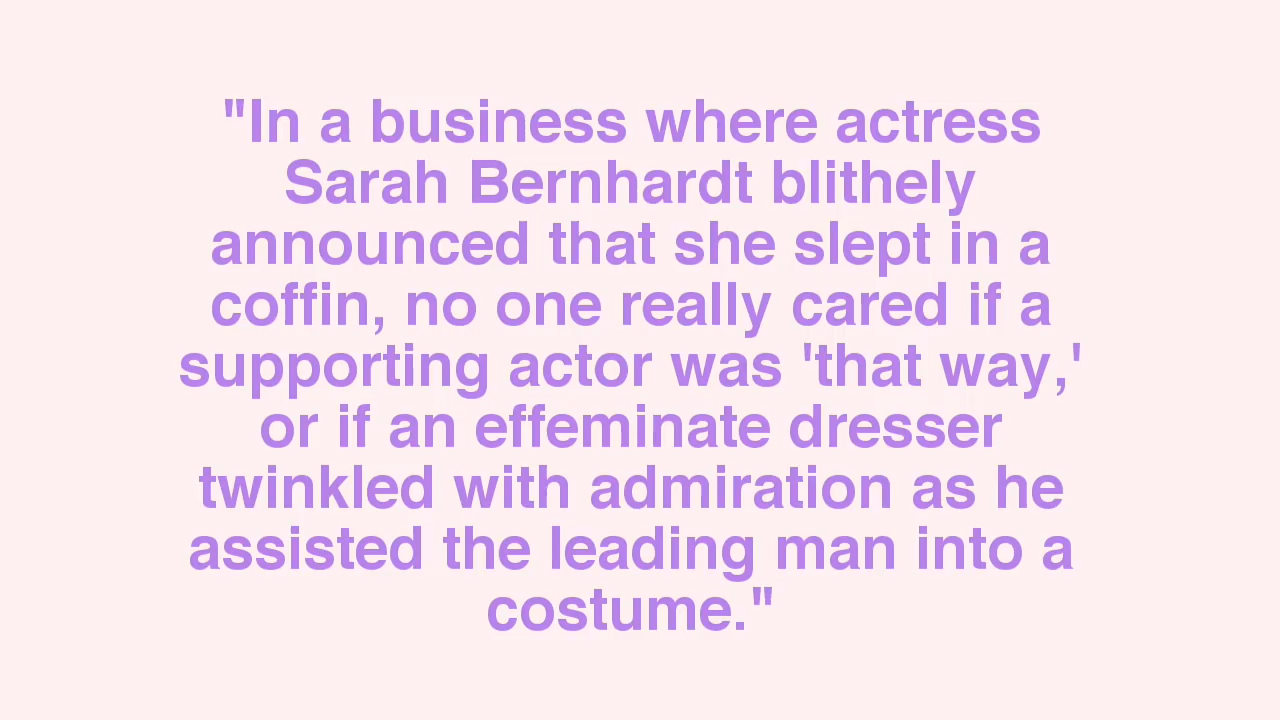 "In a business where actress
Sarah Bernhardt blithely
announced that she slept in a
coffin, no one really cared if a
supporting actor was 'that way,'
or if an effeminate dresser
twinkled with admiration as he
assisted the leading man into a
costume."